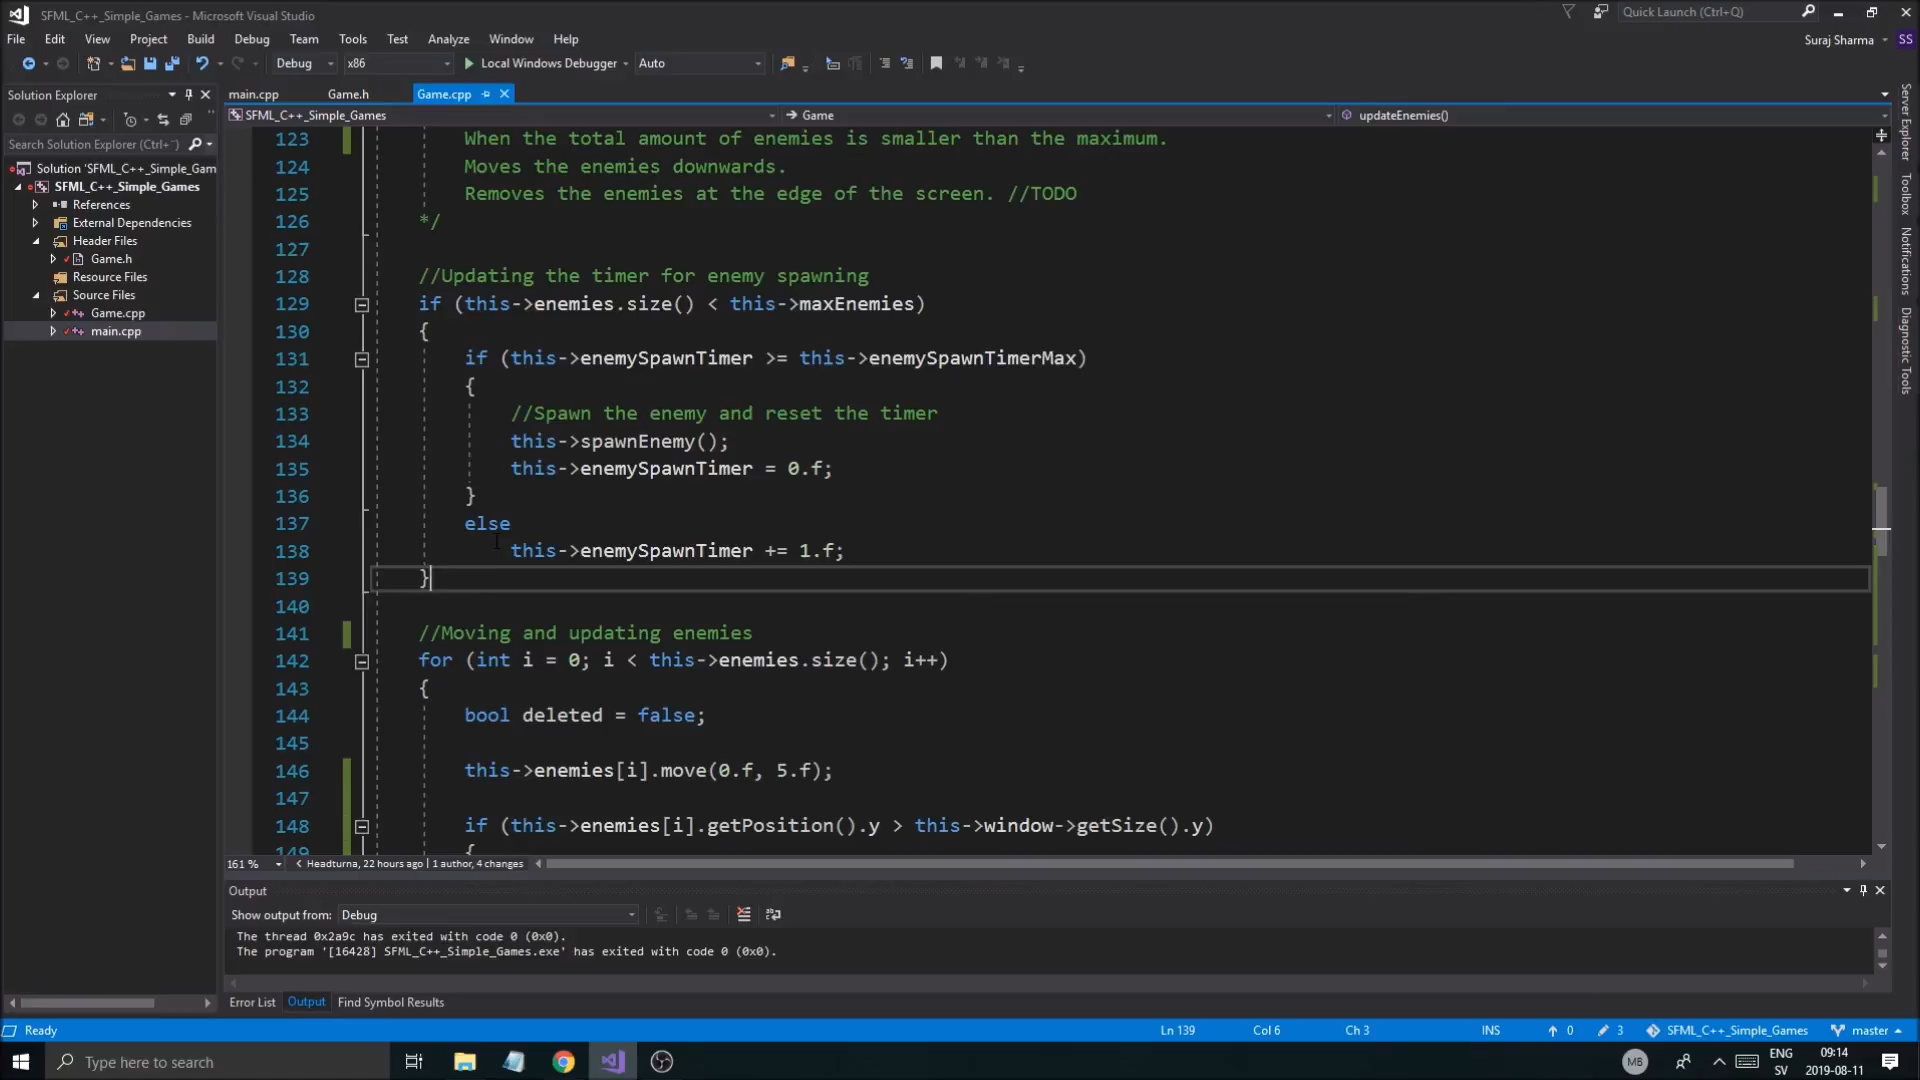 SFML_C++_Simple_Games - Microsoft Visual Studio
Quick Launch (Ctrl+Q)
File Edit View Project Build Debug Team Tools Test Analyze Window Help
Suraj Sharma SS
Debug x86 Local Windows Debugger Auto
Solution Explorer
main.cpp Game.h Game.cpp
SFML_C++_Simple_Games Game updateEnemies()
Search Solution Explorer (Ctrl+¨)
Solution 'SFML_C++_Simple_Gam
SFML_C++_Simple_Games
References
External Dependencies
Header Files
Game.h
Resource Files
Source Files
Game.cpp
main.cpp
123 When the total amount of enemies is smaller than the maximum.
124 Moves the enemies downwards.
125 Removes the enemies at the edge of the screen. //TODO
126 */
127
128 //Updating the timer for enemy spawning
129 if (this->enemies.size() < this->maxEnemies)
130 {
131 if (this->enemySpawnTimer >= this->enemySpawnTimerMax)
132 {
133 //Spawn the enemy and reset the timer
134 this->spawnEnemy();
135 this->enemySpawnTimer = 0.f;
136 }
137 else
138 this->enemySpawnTimer += 1.f;
139 }
140
141 //Moving and updating enemies
142 for (int i = 0; i < this->enemies.size(); i++)
143 {
144 bool deleted = false;
145
146 this->enemies[i].move(0.f, 5.f);
147
148 if (this->enemies[i].getPosition().y > this->window->getSize().y)
149 {
161 % Headturna, 22 hours ago | 1 author, 4 changes
Server Explorer
Toolbox
Notifications
Diagnostic Tools
Output
Show output from: Debug
The thread 0x2a9c has exited with code 0 (0x0).
The program '[16428] SFML_C++_Simple_Games.exe' has exited with code 0 (0x0).
Error List Output Find Symbol Results
Ready Ln 139 Col 6 Ch 3 INS 0 3 SFML_C++_Simple_Games master
Type here to search
MB
ENG 09:14
SV 2019-08-11